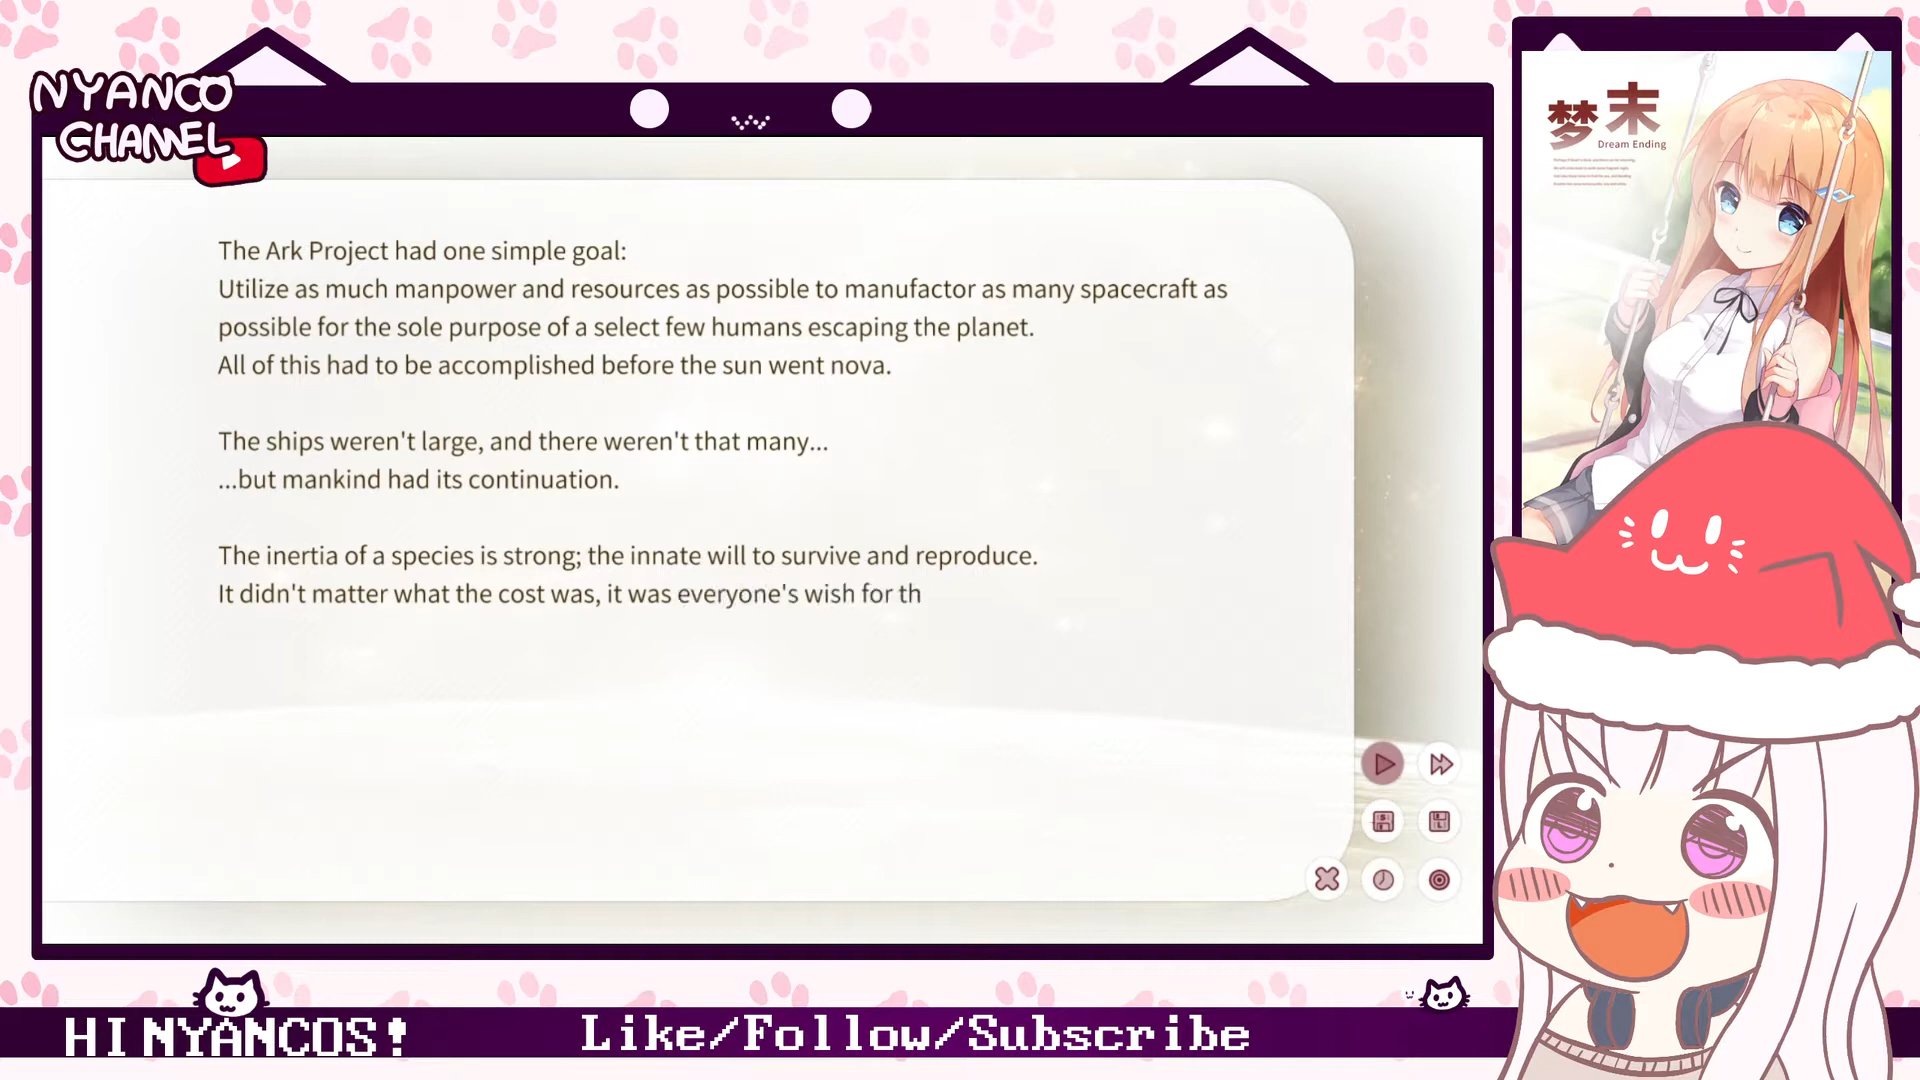 NYANCO
CHANNEL
梦末
Dream Ending
The Ark Project had one simple goal:
Utilize as much manpower and resources as possible to manufactor as many spacecraft as
possible for the sole purpose of a select few humans escaping the planet.
All of this had to be accomplished before the sun went nova.
The ships weren't large, and there weren't that many...
...but mankind had its continuation.
The inertia of a species is strong; the innate will to survive and reproduce.
It didn't matter what the cost was, it was everyone's wish for th
HI NYANCOS!
Like/Follow/Subscribe